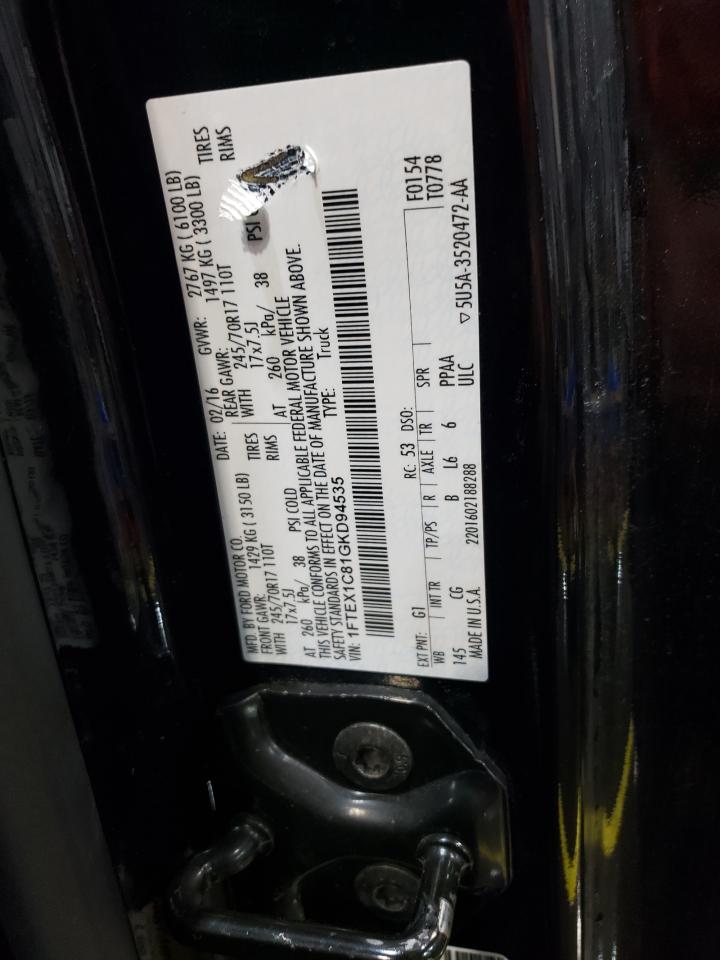 MFD. BY FORD MOTOR CO. DATE: 02/16 GVWR: 2767 KG ( 6100 LB)
FRONT GAWR: 1429 KG ( 3150 LB) REAR GAWR: 1497 KG ( 3300 LB)
WITH 245/70R17 110T TIRES WITH 245/70R17 110T TIRES
17x7.5J RIMS 17x7.5J RIMS
AT 260 kPa/ 38 PSI COLD AT 260 kPa/ 38 PSI
THIS VEHICLE CONFORMS TO ALL APPLICABLE FEDERAL MOTOR VEHICLE
SAFETY STANDARDS IN EFFECT ON THE DATE OF MANUFACTURE SHOWN ABOVE.
VIN: 1FTEX1C81GKD94535 TYPE: Truck
EXT PNT: G1 RC: 53 DSO: F0154
WB INT TR TP/PS R AXLE TR SPR T0778
145 CG B L6 6 PPAA
MADE IN U.S.A. 2201602188288 ULC ▽ 5U5A-3520472-AA